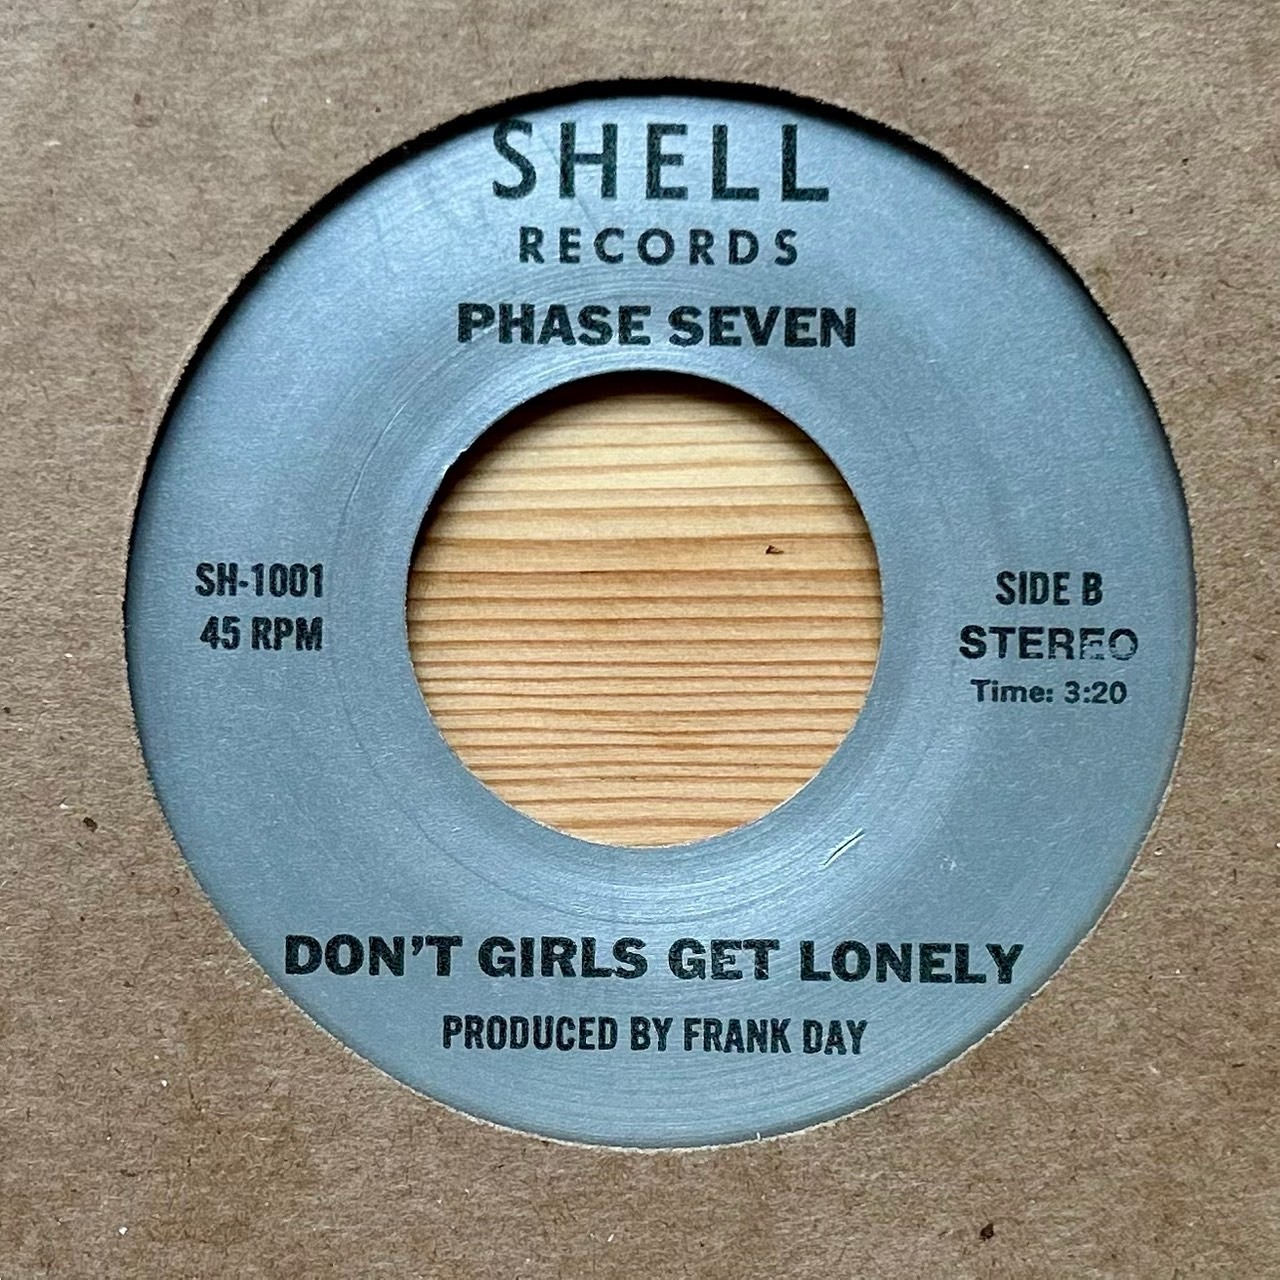 SHELL
RECORDS
PHASE SEVEN
SH-1001
45 RPM
SIDE B
STEREO
Time: 3:20
DON'T GIRLS GET LONELY
PRODUCED BY FRANK DAY